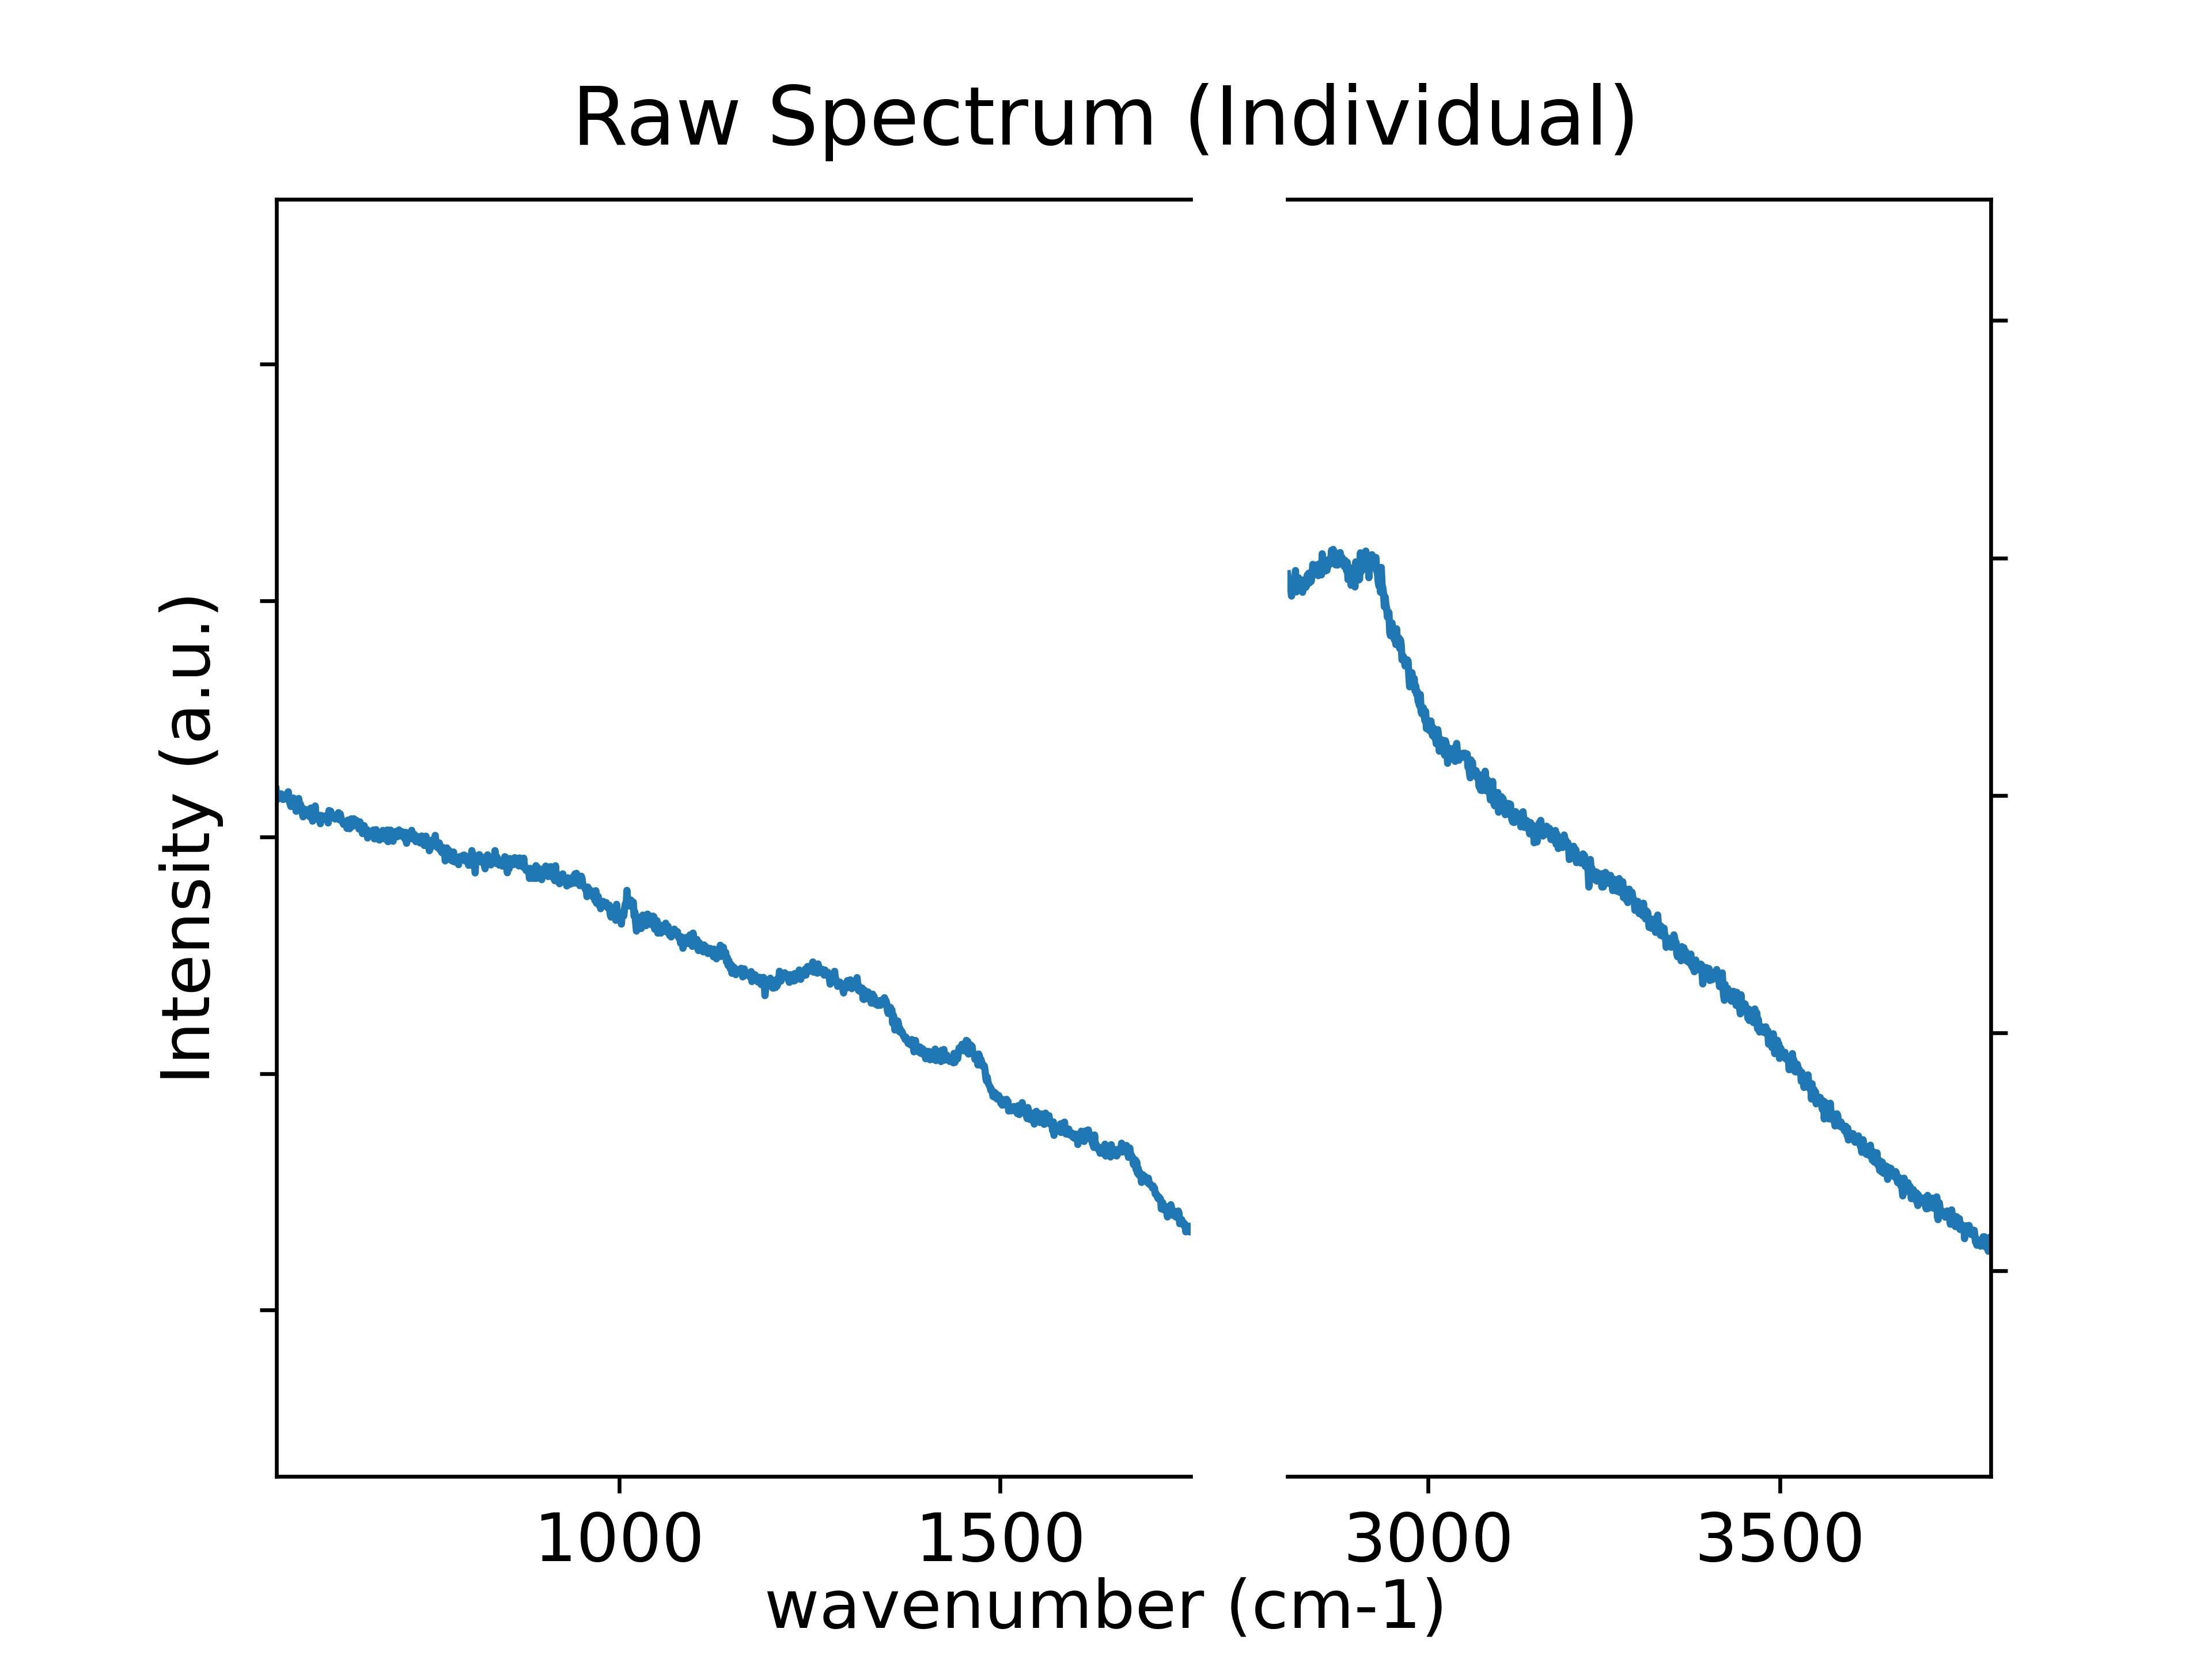 Raw Spectrum (Individual)
Intensity (a.u.)
1000 1500 3000 3500
wavenumber (cm-1)